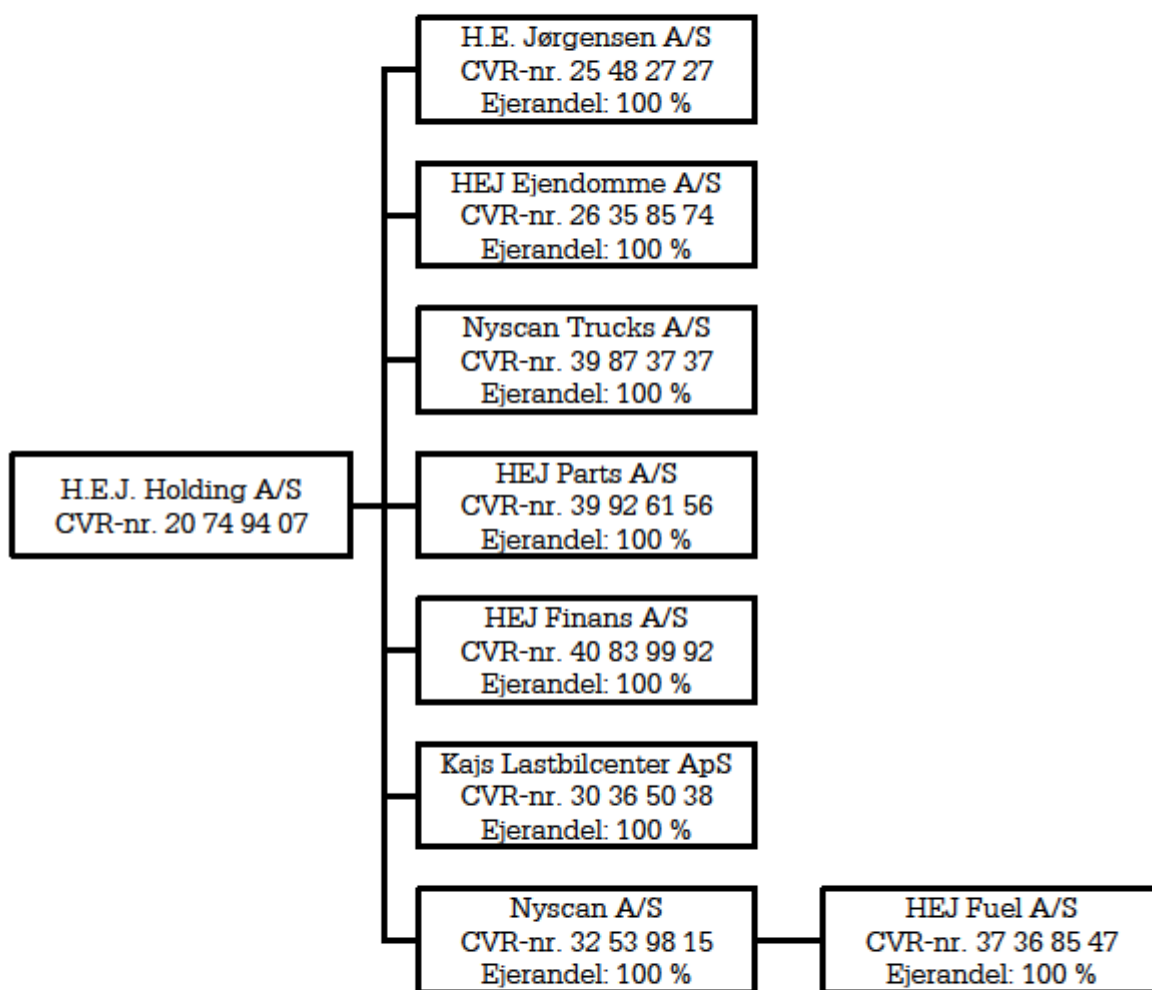 H.E. Jørgensen A/S
CVR-nr. 25 48 27 27
Ejerandel: 100 %
HEJ Ejendomme A/S
CVR-nr. 26 35 85 74
Ejerandel: 100 %
Nyscan Trucks A/S
CVR-nr. 39 87 37 37
Ejerandel: 100 %
H.E.J. Holding A/S
CVR-nr. 20 74 94 07
HEJ Parts A/S
CVR-nr. 39 92 61 56
Ejerandel: 100 %
HEJ Finans A/S
CVR-nr. 40 83 99 92
Ejerandel: 100 %
Kajs Lastbilcenter ApS
CVR-nr. 30 36 50 38
Ejerandel: 100 %
Nyscan A/S
CVR-nr. 32 53 98 15
Ejerandel: 100 %
HEJ Fuel A/S
CVR-nr. 37 36 85 47
Ejerandel: 100 %